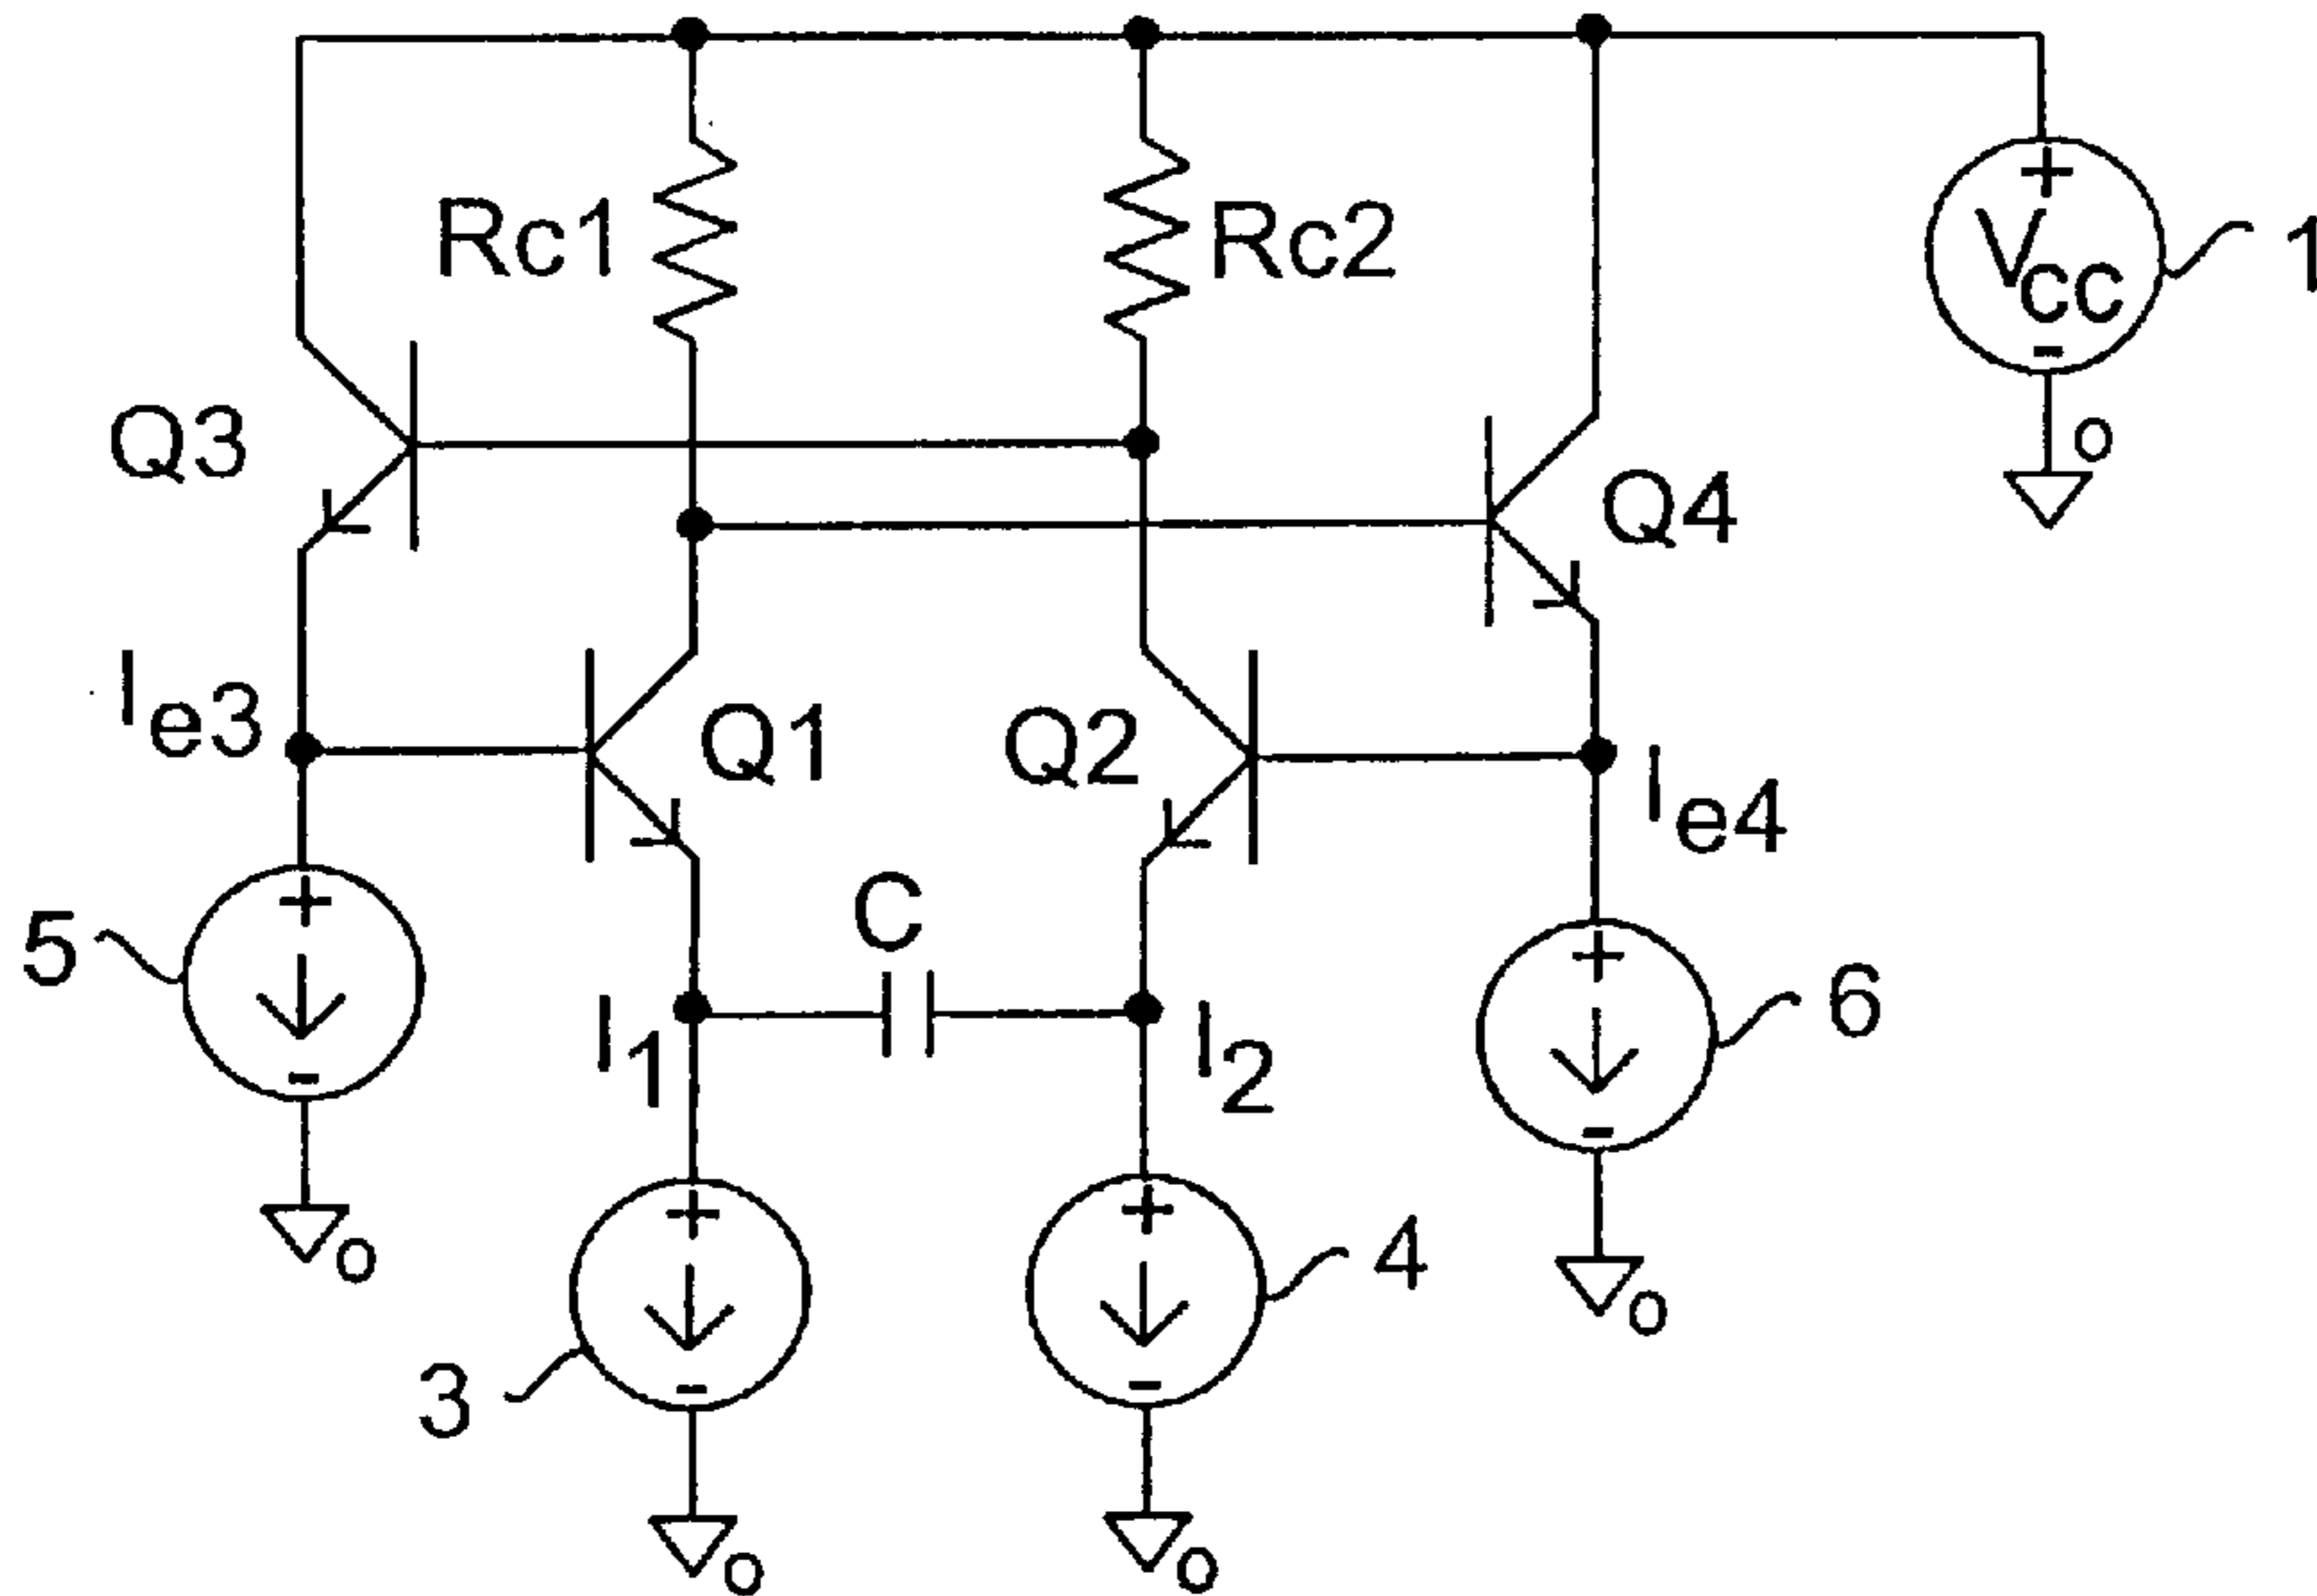 Rc1
Rc2
+
Vcc
-
1
o
Q3
Q4
Ie3
Q1
Q2
Ie4
5
+
-
o
C
I1
I2
+
-
6
o
3
+
-
o
+
-
4
o